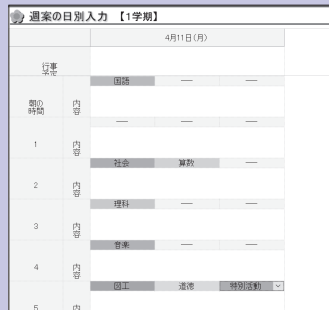 週案の日別入力 【1学期】
4月11日(月)
行事
予定
国語 ── ──
朝の
時間 内容
── ── ──
1 内容
社会 算数 ──
2 内容
理科 ── ──
3 内容
音楽 ── ──
4 内容
図工 道徳 特別活動
5 内